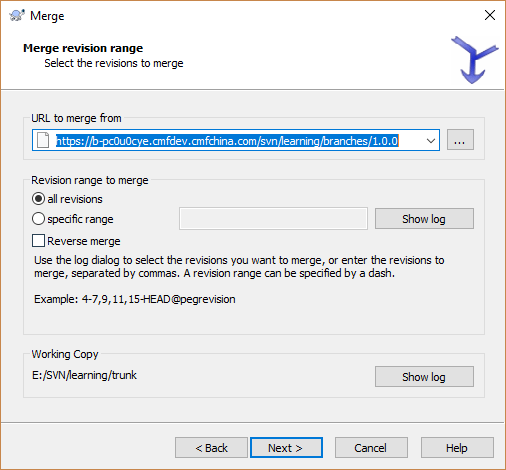 Merge
Merge revision range
Select the revisions to merge
URL to merge from
https://b-pc0u0cye.cmfdev.cmfchina.com/svn/learning/branches/1.0.0
...
Revision range to merge
all revisions
specific range
Show log
Reverse merge
Use the log dialog to select the revisions you want to merge, or enter the revisions to
merge, separated by commas. A revision range can be specified by a dash.
Example: 4-7,9,11,15-HEAD@pegrevision
Working Copy
E:/SVN/learning/trunk
Show log
< Back
Next >
Cancel
Help